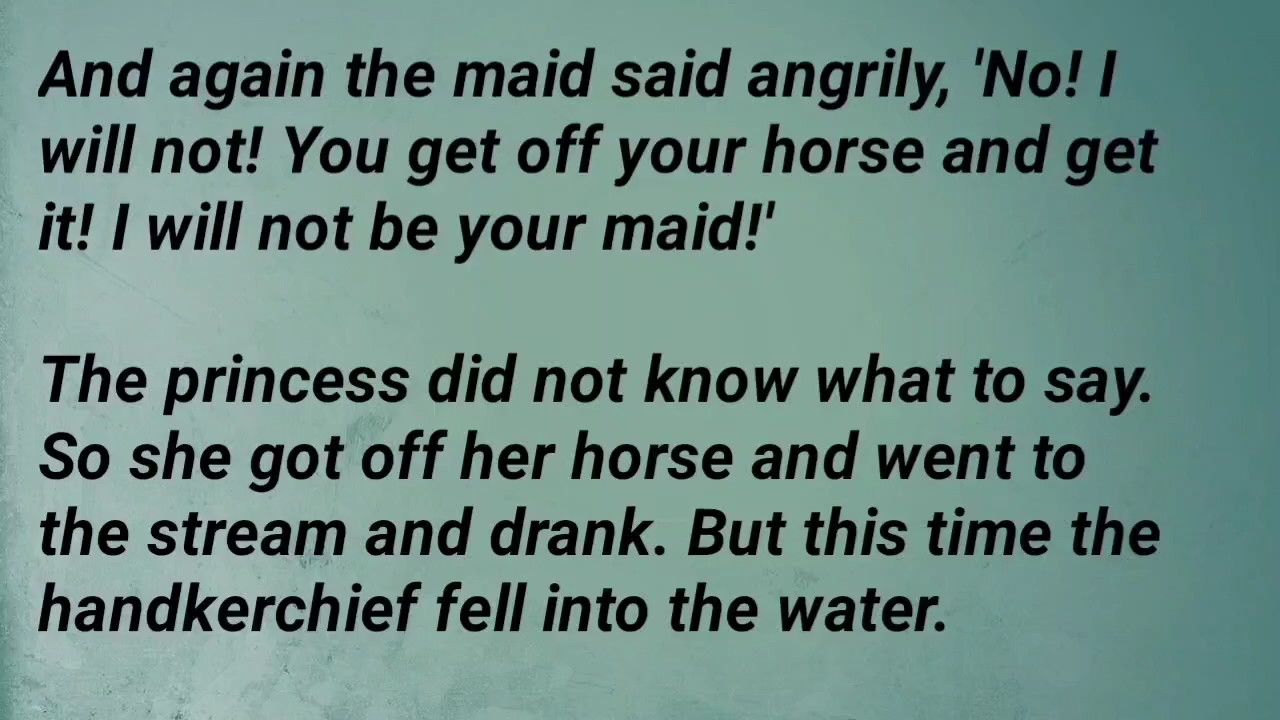 And again the maid said angrily, 'No! I
will not! You get off your horse and get
it! I will not be your maid!'
The princess did not know what to say.
So she got off her horse and went to
the stream and drank. But this time the
handkerchief fell into the water.